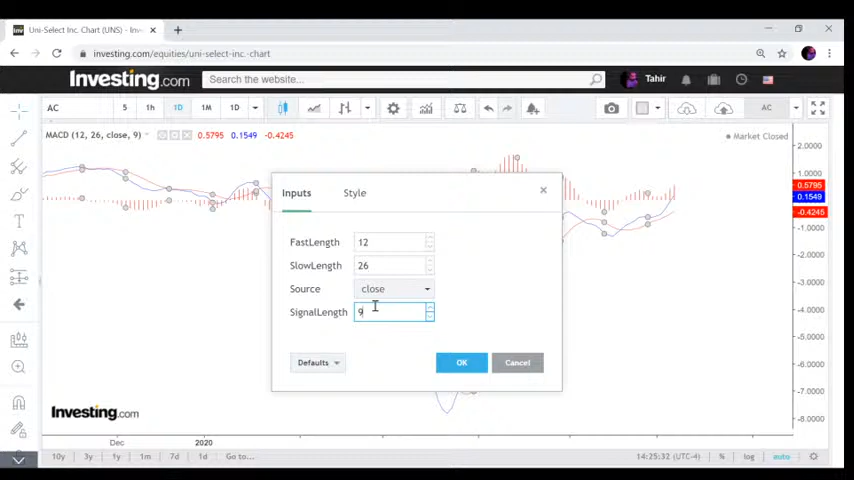 Uni-Select Inc. Chart (UNS) - Inve
investing.com/equities/uni-select-inc.-chart
Investing.com
Search the website...
Tahir
AC
5
1h
1D
1M
1D
AC
MACD (12, 26, close, 9)
0.5795
0.1549
-0.4245
Market Closed
2.0000
1.0000
0.5795
0.1549
-0.4245
-1.0000
-2.0000
-3.0000
-4.0000
-5.0000
-6.0000
-7.0000
-8.0000
Inputs
Style
FastLength
12
SlowLength
26
Source
close
SignalLength
9
Defaults
OK
Cancel
Investing.com
Dec
2020
10y
3y
1y
1m
7d
1d
Go to...
14:25:32 (UTC-4)
%
log
auto